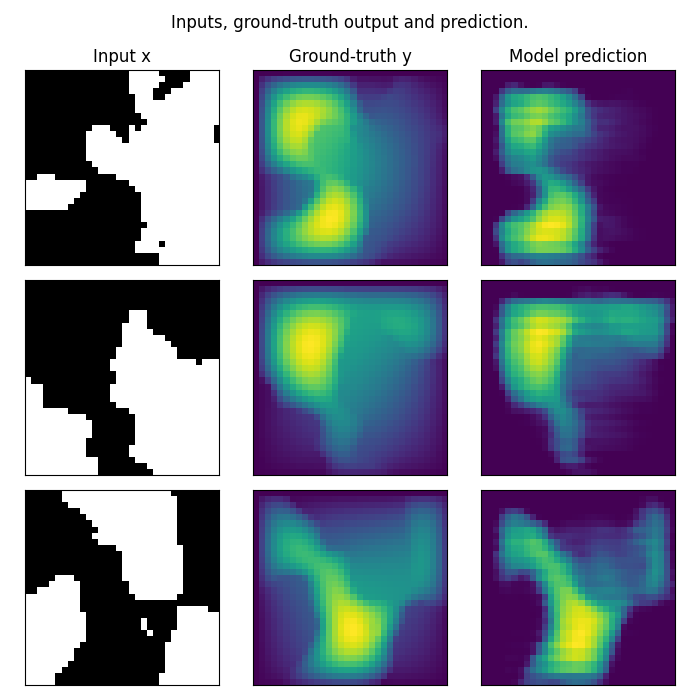 Inputs, ground-truth output and prediction.
Input x
Ground-truth y
Model prediction